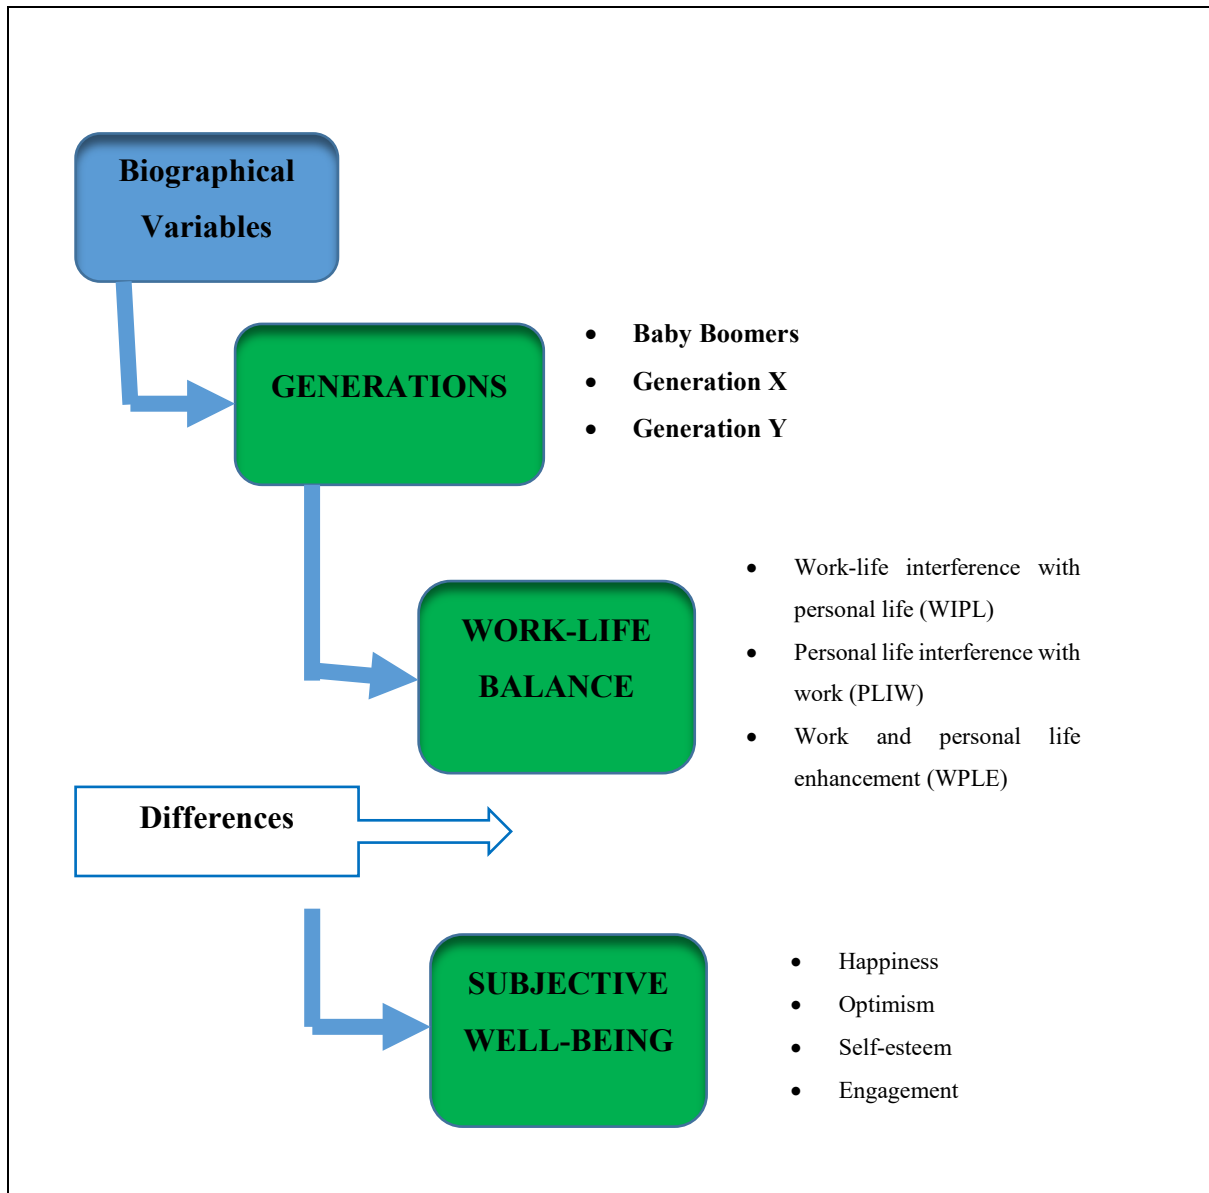 Biographical
Variables
GENERATIONS
• Baby Boomers
• Generation X
• Generation Y
WORK-LIFE
BALANCE
• Work-life interference with
personal life (WIPL)
• Personal life interference with
work (PLIW)
• Work and personal life
enhancement (WPLE)
Differences
SUBJECTIVE
WELL-BEING
• Happiness
• Optimism
• Self-esteem
• Engagement